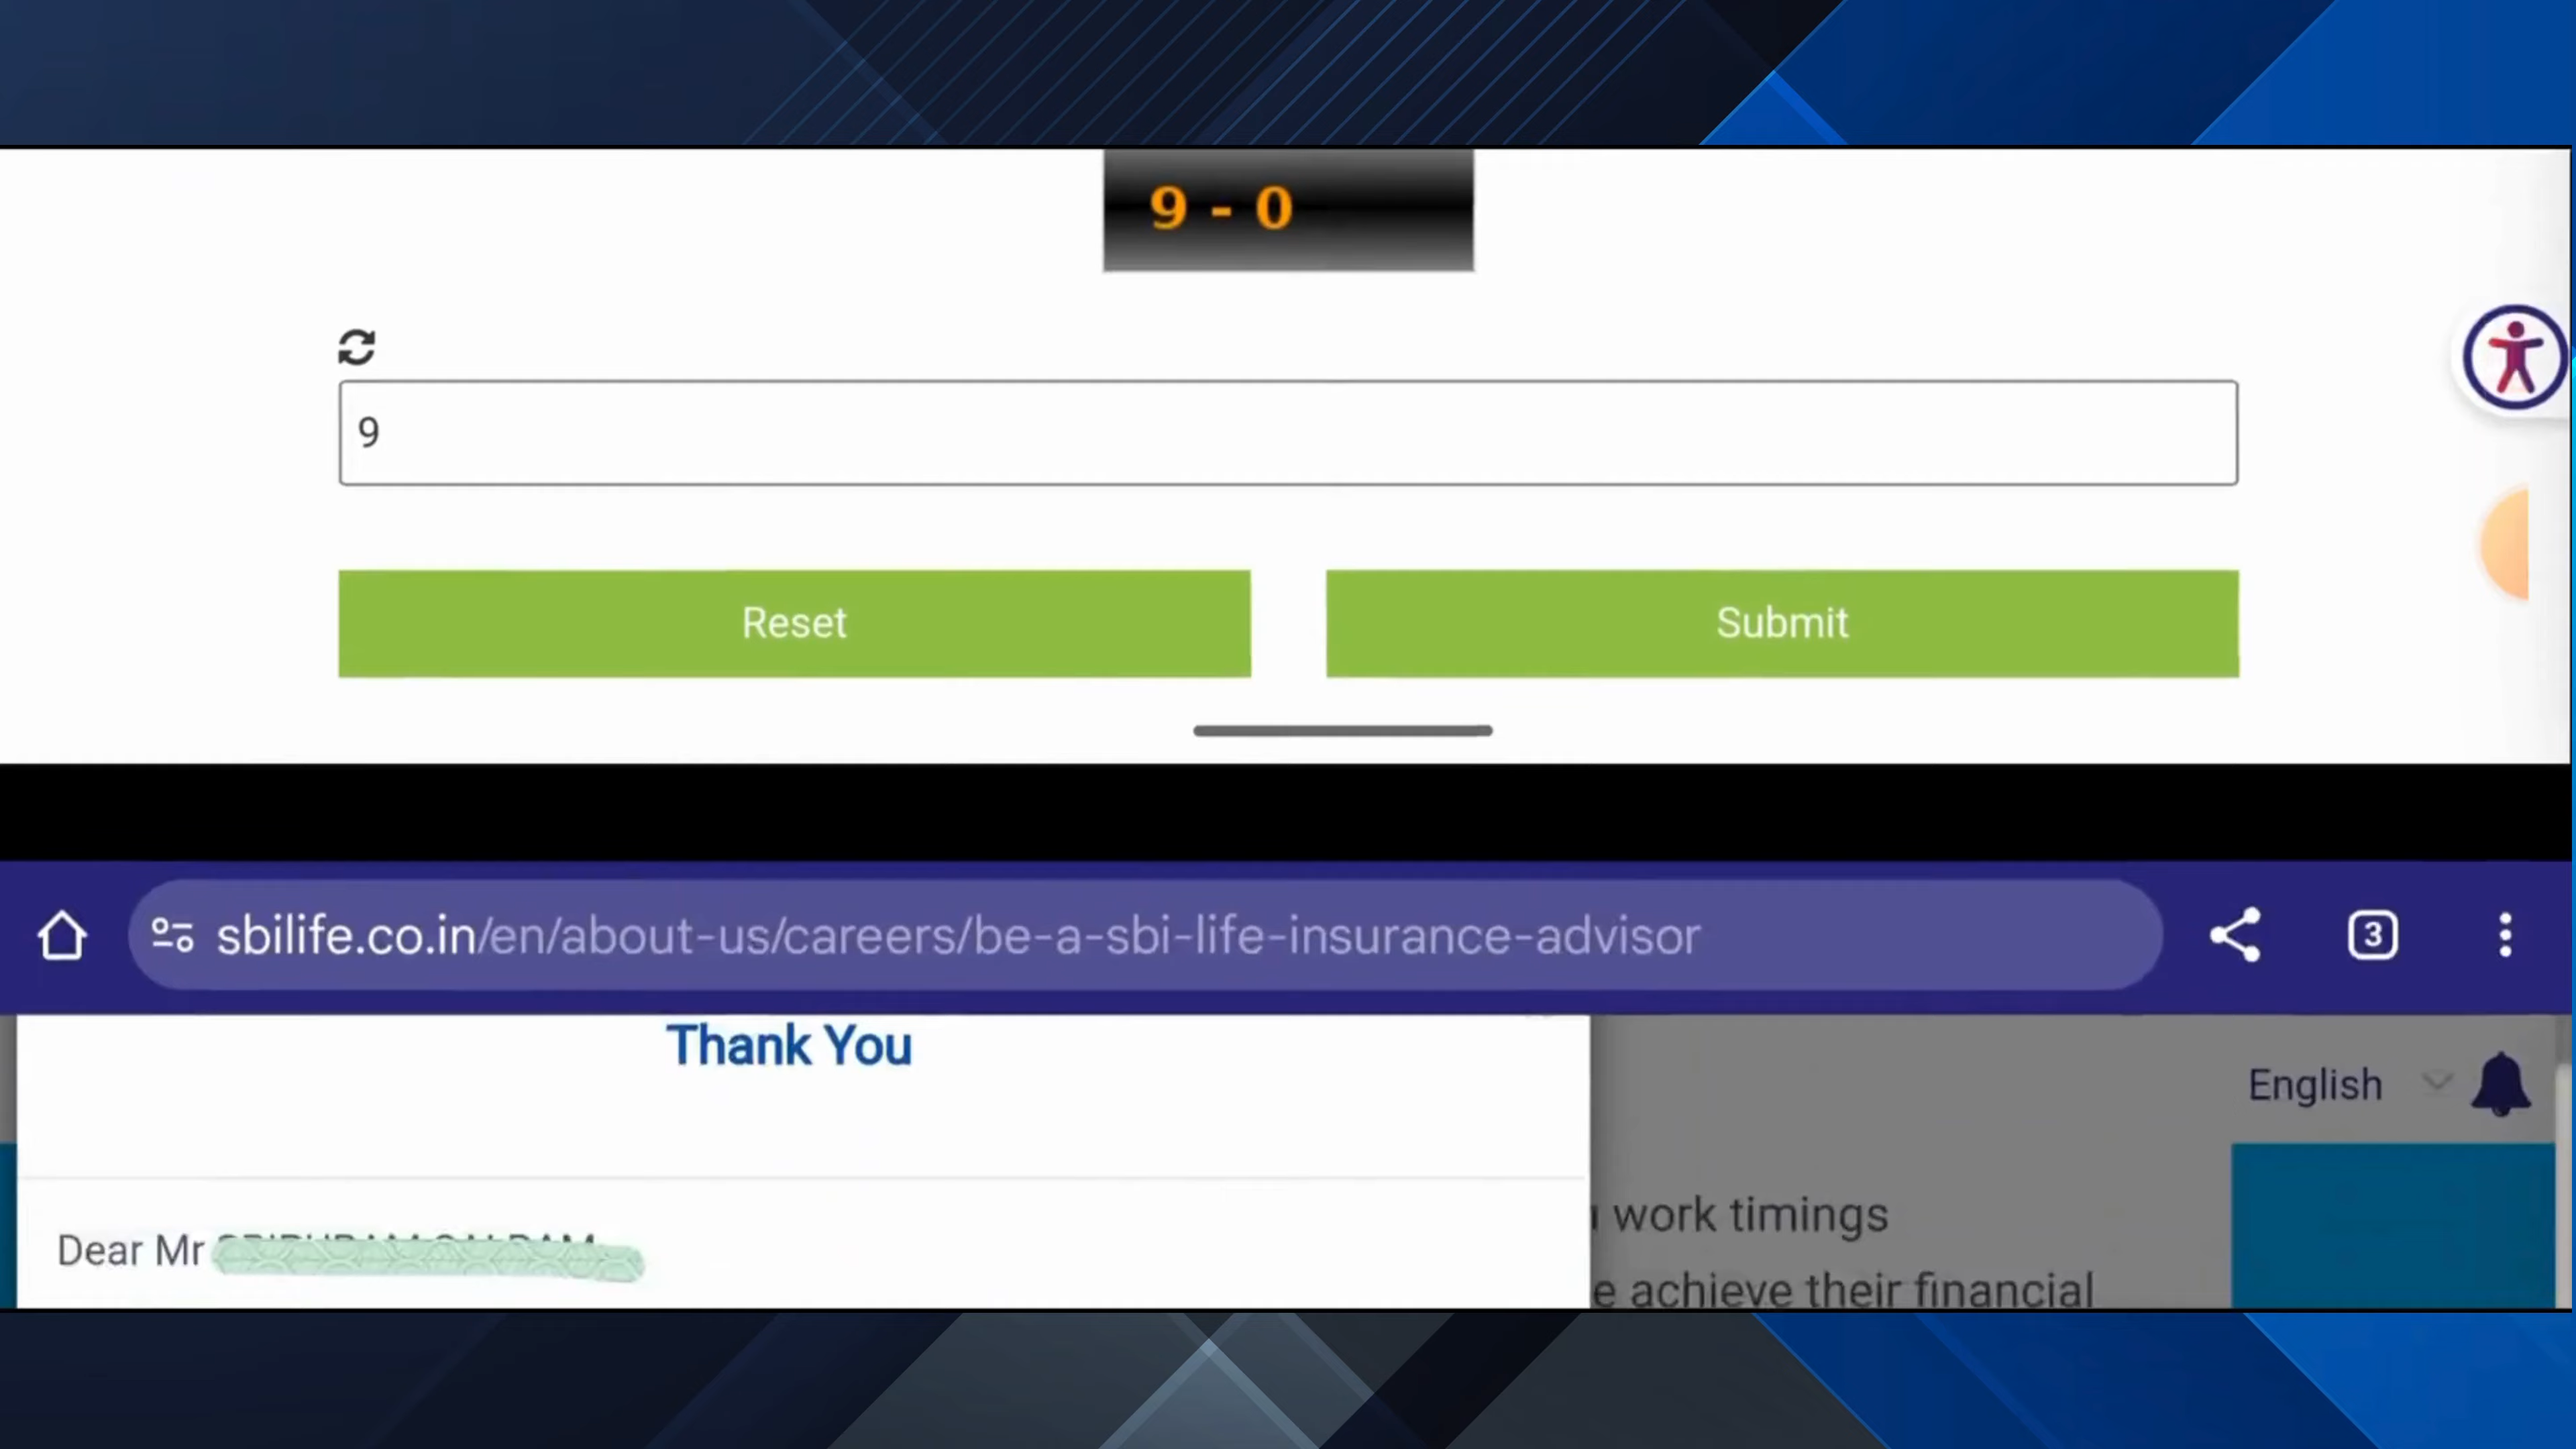 9 - 0
9
Reset
Submit
sbilife.co.in/en/about-us/careers/be-a-sbi-life-insurance-advisor
3
Thank You
English
Dear Mr
work timings
e achieve their financial